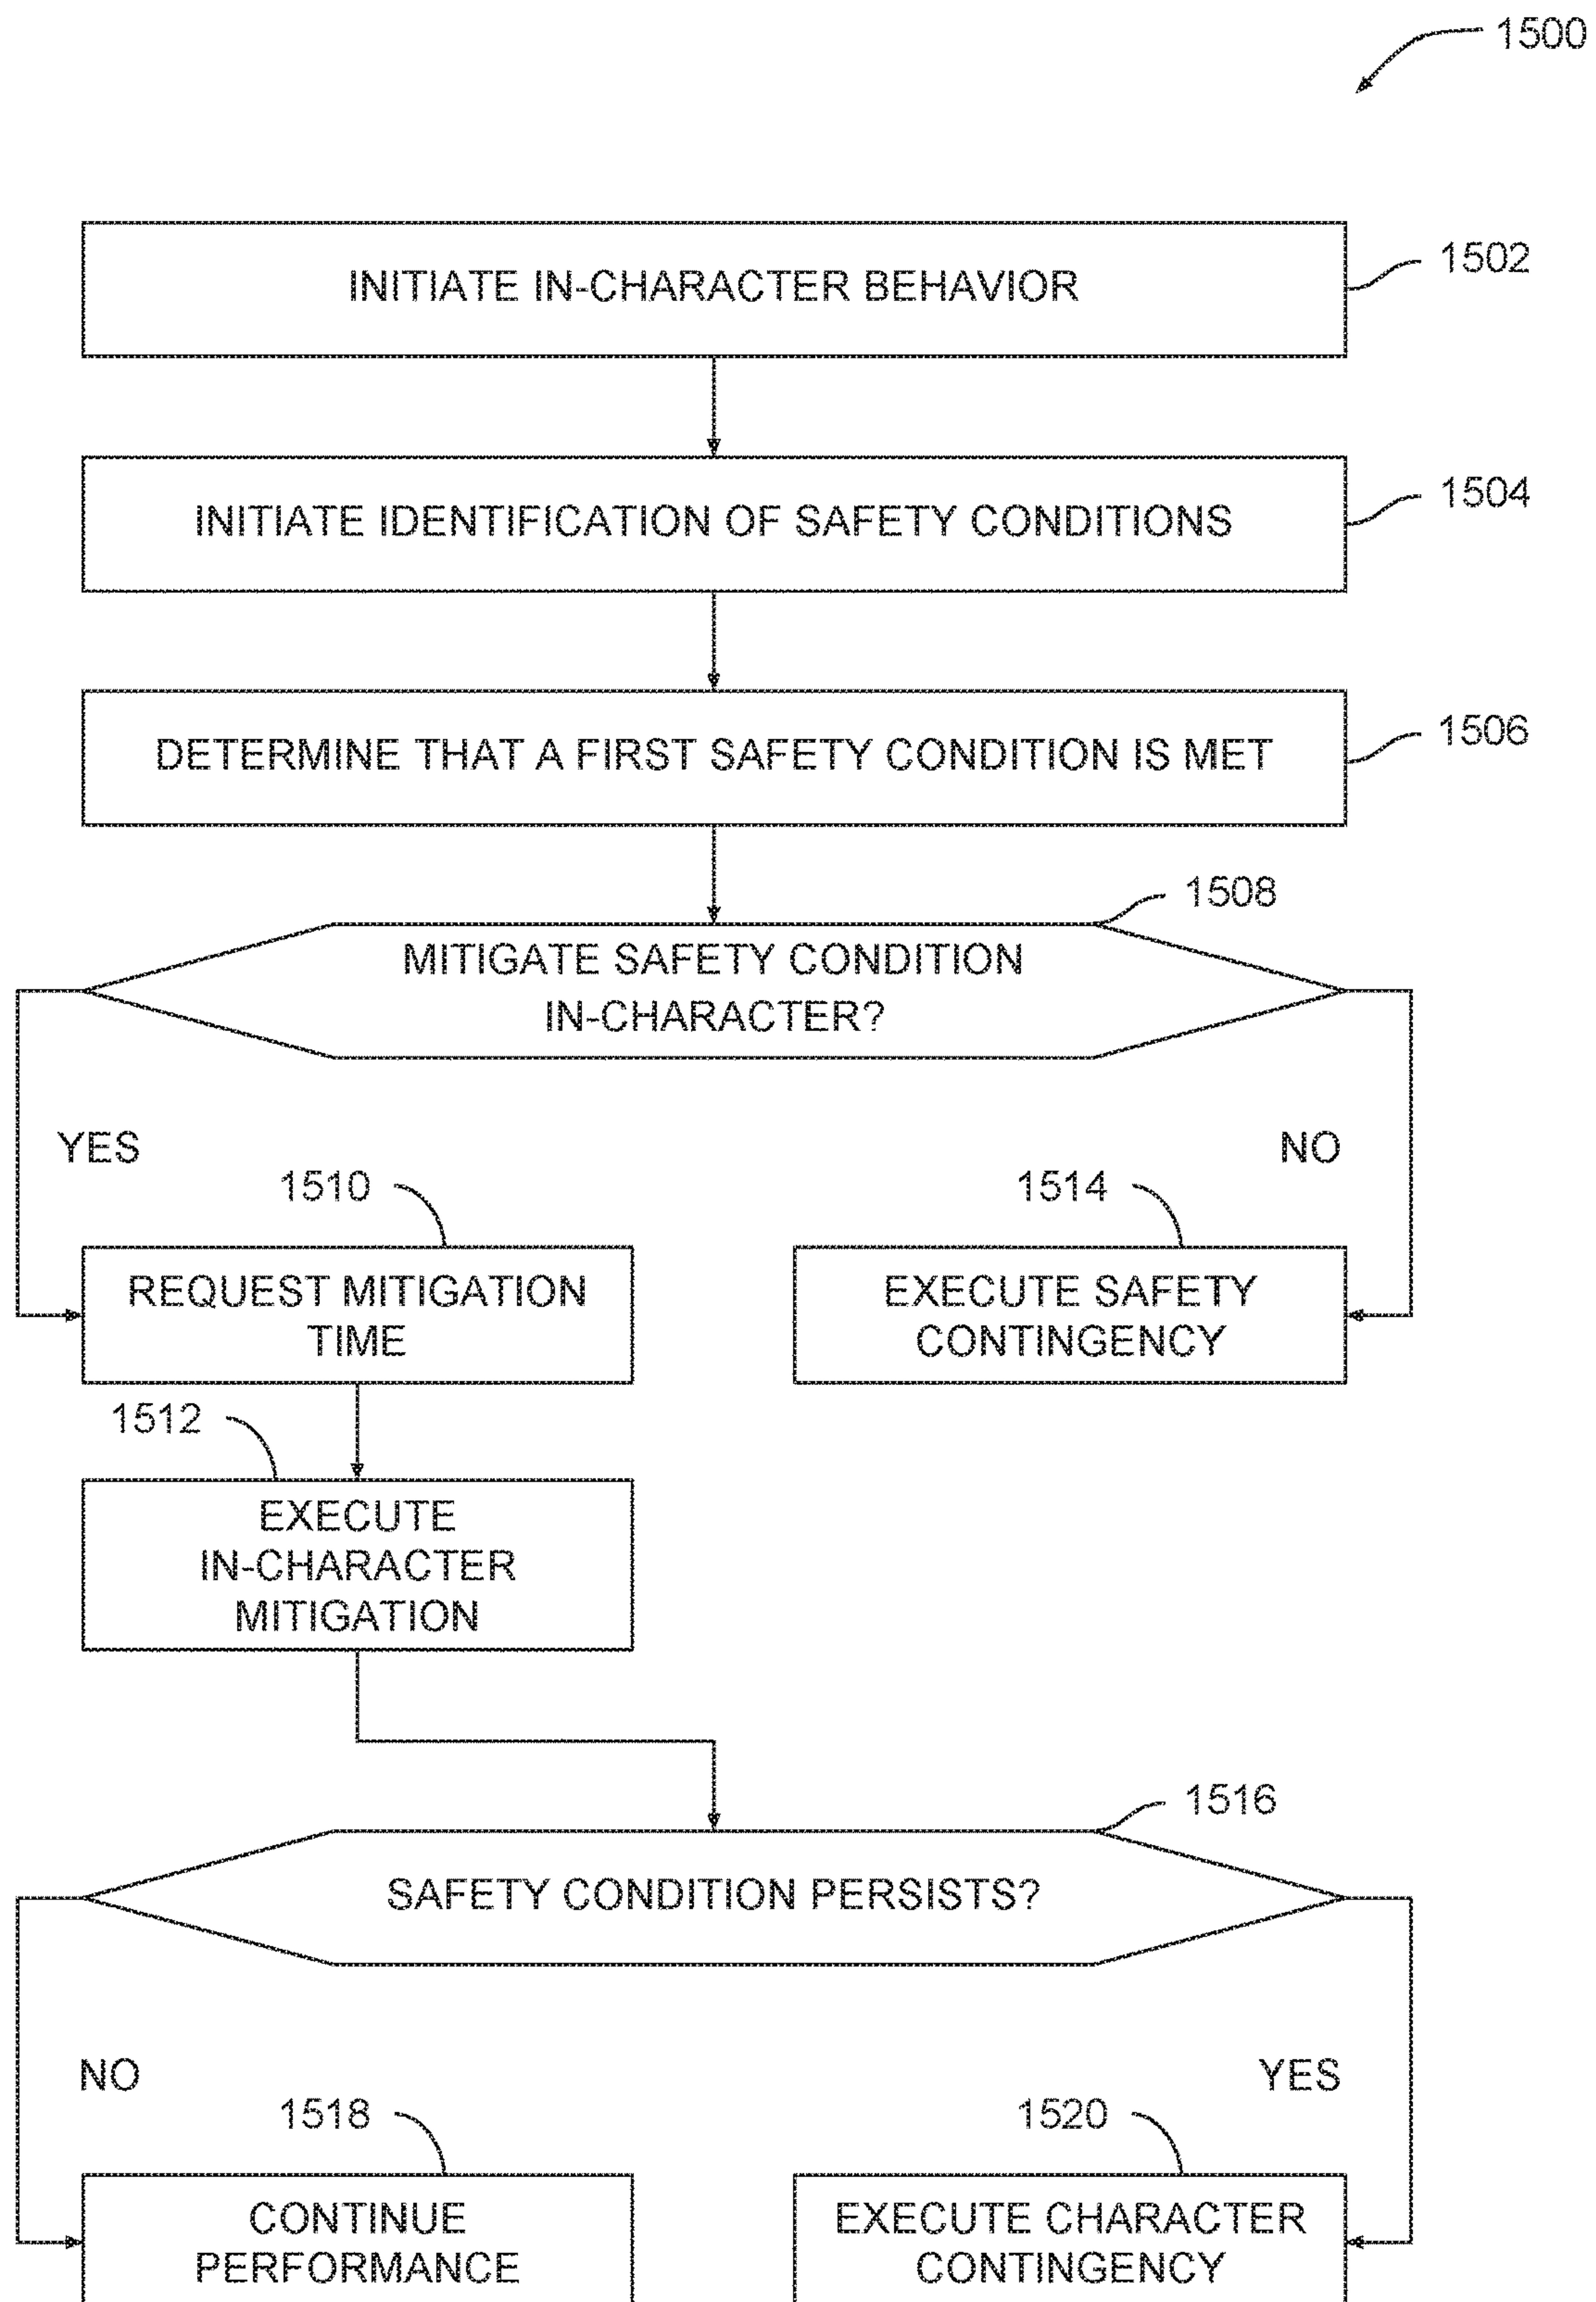 1500
INITIATE IN-CHARACTER BEHAVIOR
1502
INITIATE IDENTIFICATION OF SAFETY CONDITIONS
1504
DETERMINE THAT A FIRST SAFETY CONDITION IS MET
1506
1508
MITIGATE SAFETY CONDITION
IN-CHARACTER?
YES
NO
1510
1514
REQUEST MITIGATION
TIME
EXECUTE SAFETY
CONTINGENCY
1512
EXECUTE
IN-CHARACTER
MITIGATION
1516
SAFETY CONDITION PERSISTS?
NO
YES
1518
1520
CONTINUE
PERFORMANCE
EXECUTE CHARACTER
CONTINGENCY